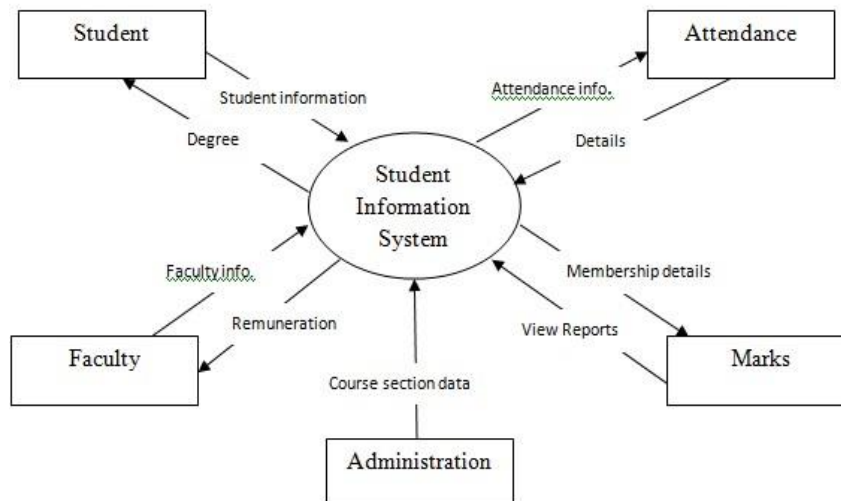 Student
Attendance
Student information
Attendance info.
Degree
Details
Student
Information
System
Faculty info.
Membership details
Remuneration
View Reports
Faculty
Marks
Course section data
Administration